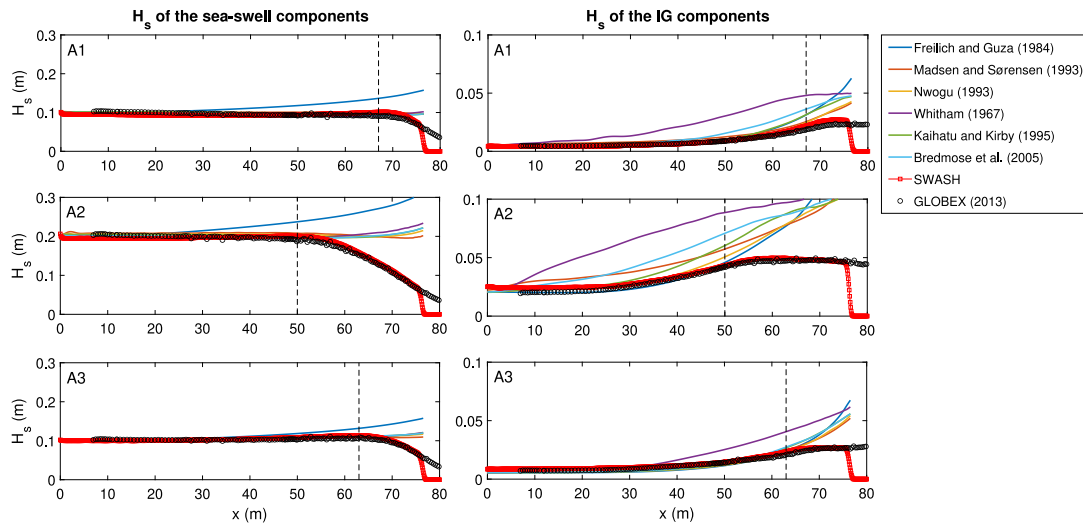 H_s of the sea-swell components
H_s of the IG components
A1
H_s (m)
0.3
0.2
0.1
0
0 10 20 30 40 50 60 70 80
A1
0.1
0.05
0
0 10 20 30 40 50 60 70 80
A2
H_s (m)
0.3
0.2
0.1
0
0 10 20 30 40 50 60 70 80
A2
0.1
0.05
0
0 10 20 30 40 50 60 70 80
A3
H_s (m)
0.3
0.2
0.1
0
0 10 20 30 40 50 60 70 80
x (m)
A3
0.1
0.05
0
0 10 20 30 40 50 60 70 80
x (m)
Freilich and Guza (1984)
Madsen and Sørensen (1993)
Nwogu (1993)
Whitham (1967)
Kaihatu and Kirby (1995)
Bredmose et al. (2005)
SWASH
GLOBEX (2013)